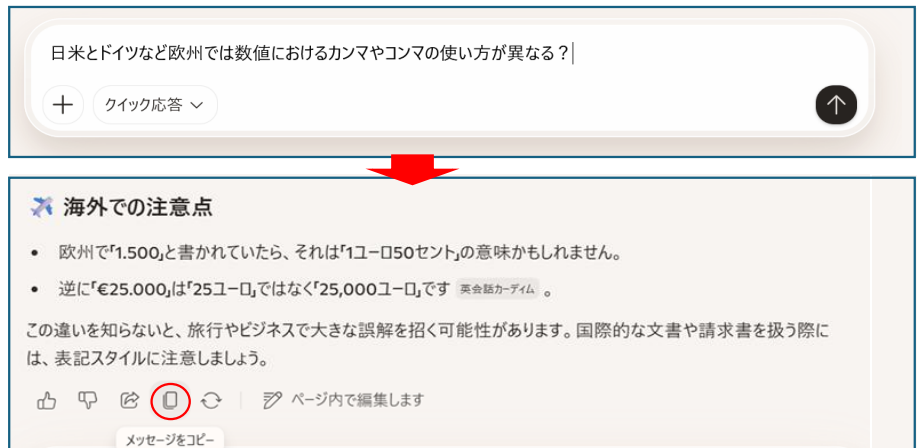 日米とドイツなど欧州では数値におけるカンマやコンマの使い方が異なる？
クイック応答
海外での注意点
• 欧州で「1.500」と書かれていたら、それは「1ユーロ50セント」の意味かもしれません。
• 逆に「€25.000」は「25ユーロ」ではなく「25,000ユーロ」です 英会話カーディム 。
この違いを知らないと、旅行やビジネスで大きな誤解を招く可能性があります。国際的な文書や請求書を扱う際に
は、表記スタイルに注意しましょう。
ページ内で編集します
メッセージをコピー